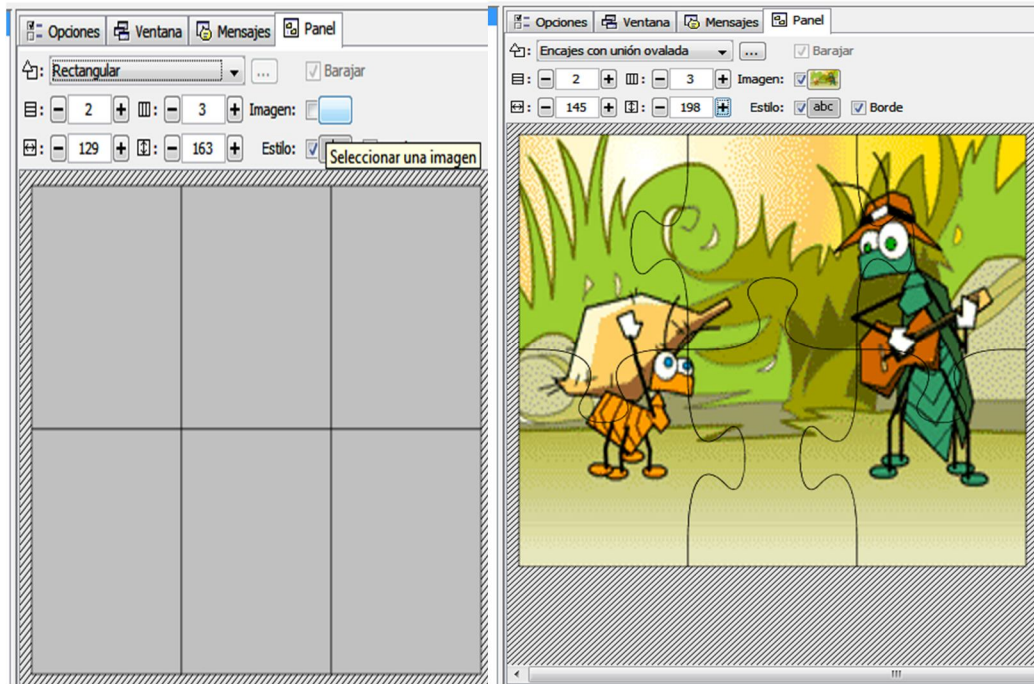 Opciones Ventana Mensajes Panel
Rectangular ... Barajar
2 3 Imagen:
129 163 Estilo:
Seleccionar una imagen
Opciones Ventana Mensajes Panel
Encajes con unión ovalada ... Barajar
2 3 Imagen:
145 198 Estilo: abc Borde